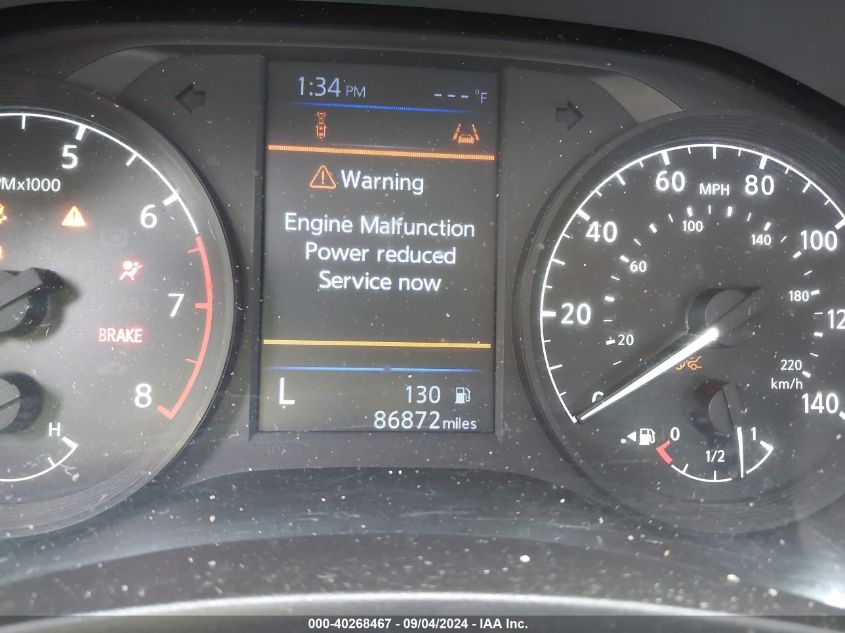 1:34 PM
--- °F
Warning
Engine Malfunction
Power reduced
Service now
L
130
86872 miles
5
6
7
8
BRAKE
H
0
20
40
60
80
100
140
MPH
20
60
100
140
180
220
km/h
0
1/2
1
000-40268467 - 09/04/2024 - IAA Inc.